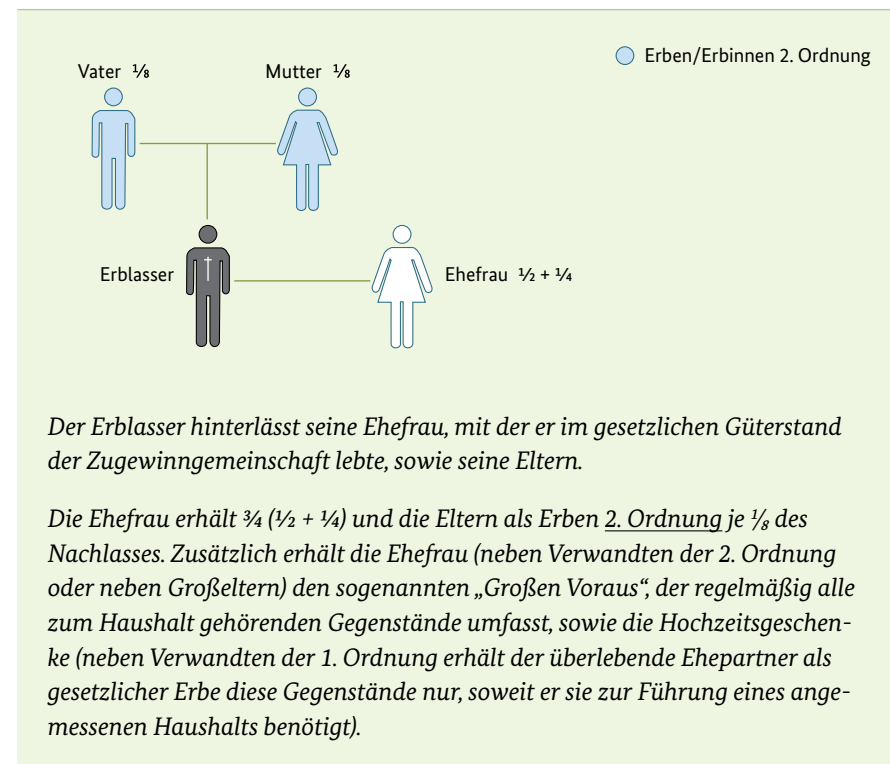 Erben/Erbinnen 2. Ordnung
Vater ⅛
Mutter ⅛
Erblasser
Ehefrau ½ + ¼
Der Erblasser hinterlässt seine Ehefrau, mit der er im gesetzlichen Güterstand
der Zugewinngemeinschaft lebte, sowie seine Eltern.
Die Ehefrau erhält ¾ (½ + ¼) und die Eltern als Erben 2. Ordnung je ⅛ des
Nachlasses. Zusätzlich erhält die Ehefrau (neben Verwandten der 2. Ordnung
oder neben Großeltern) den sogenannten „Großen Voraus“, der regelmäßig alle
zum Haushalt gehörenden Gegenstände umfasst, sowie die Hochzeitsgeschen-
ke (neben Verwandten der 1. Ordnung erhält der überlebende Ehepartner als
gesetzlicher Erbe diese Gegenstände nur, soweit er sie zur Führung eines ange-
messenen Haushalts benötigt).